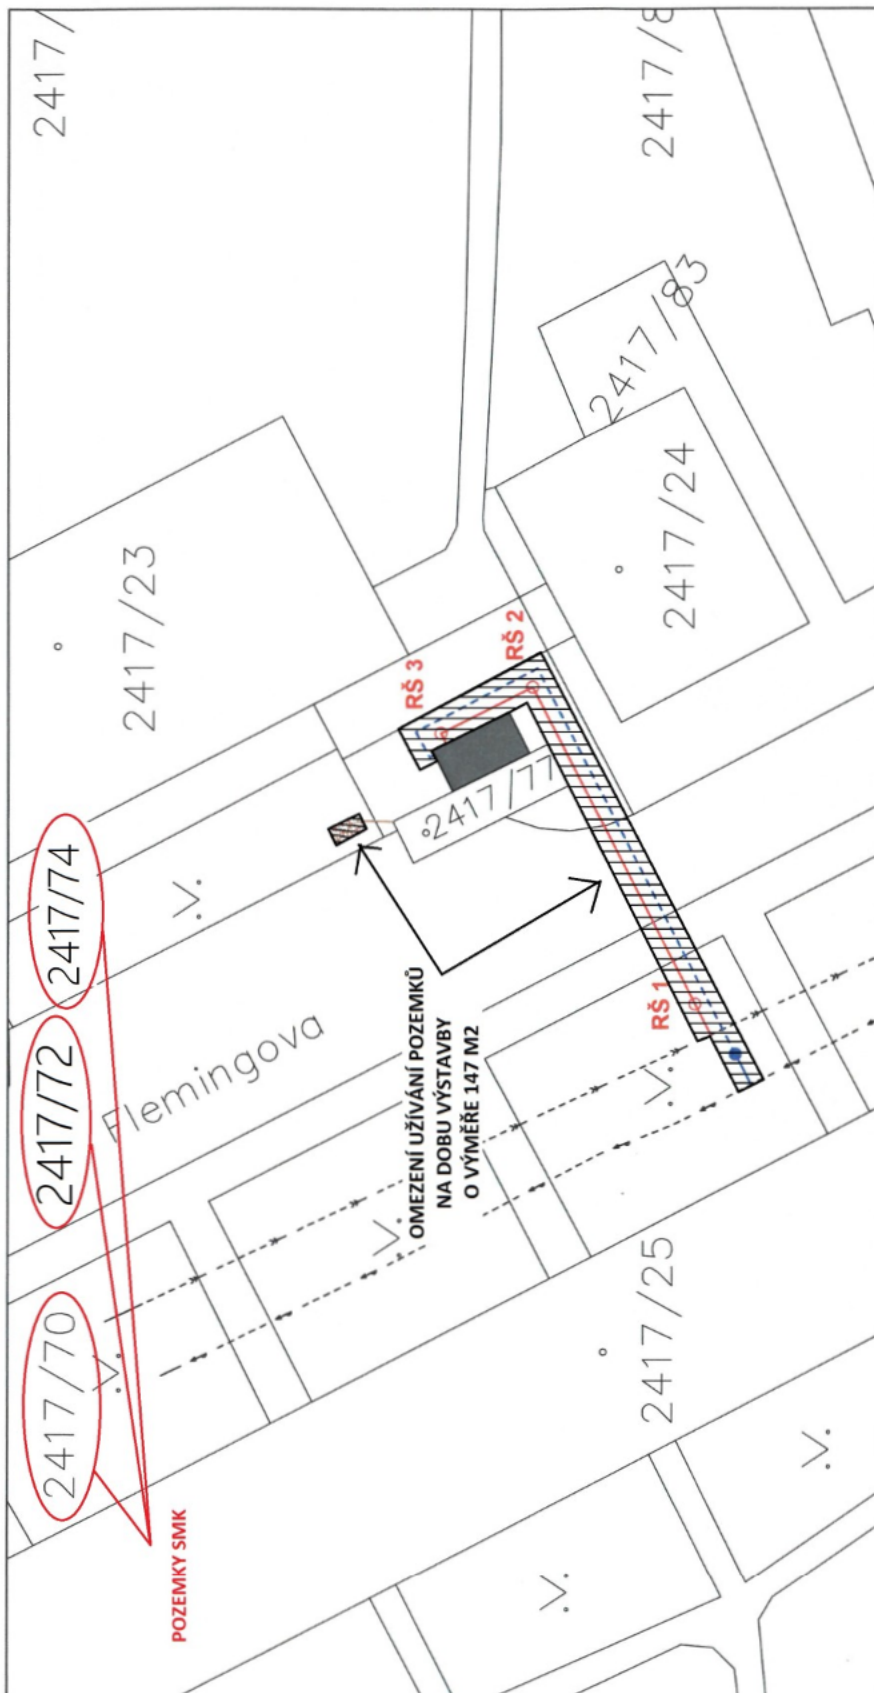 2417/70
2417/72
2417/74
POZEMKY SMK
Flemingova
2417/23
2417/
OMEZENÍ UŽÍVÁNÍ POZEMKŮ
NA DOBU VÝSTAVBY
O VÝMĚŘE 147 M2
2417/77
RŠ 3
RŠ 2
RŠ 1
2417/25
2417/24
2417/83
2417/8